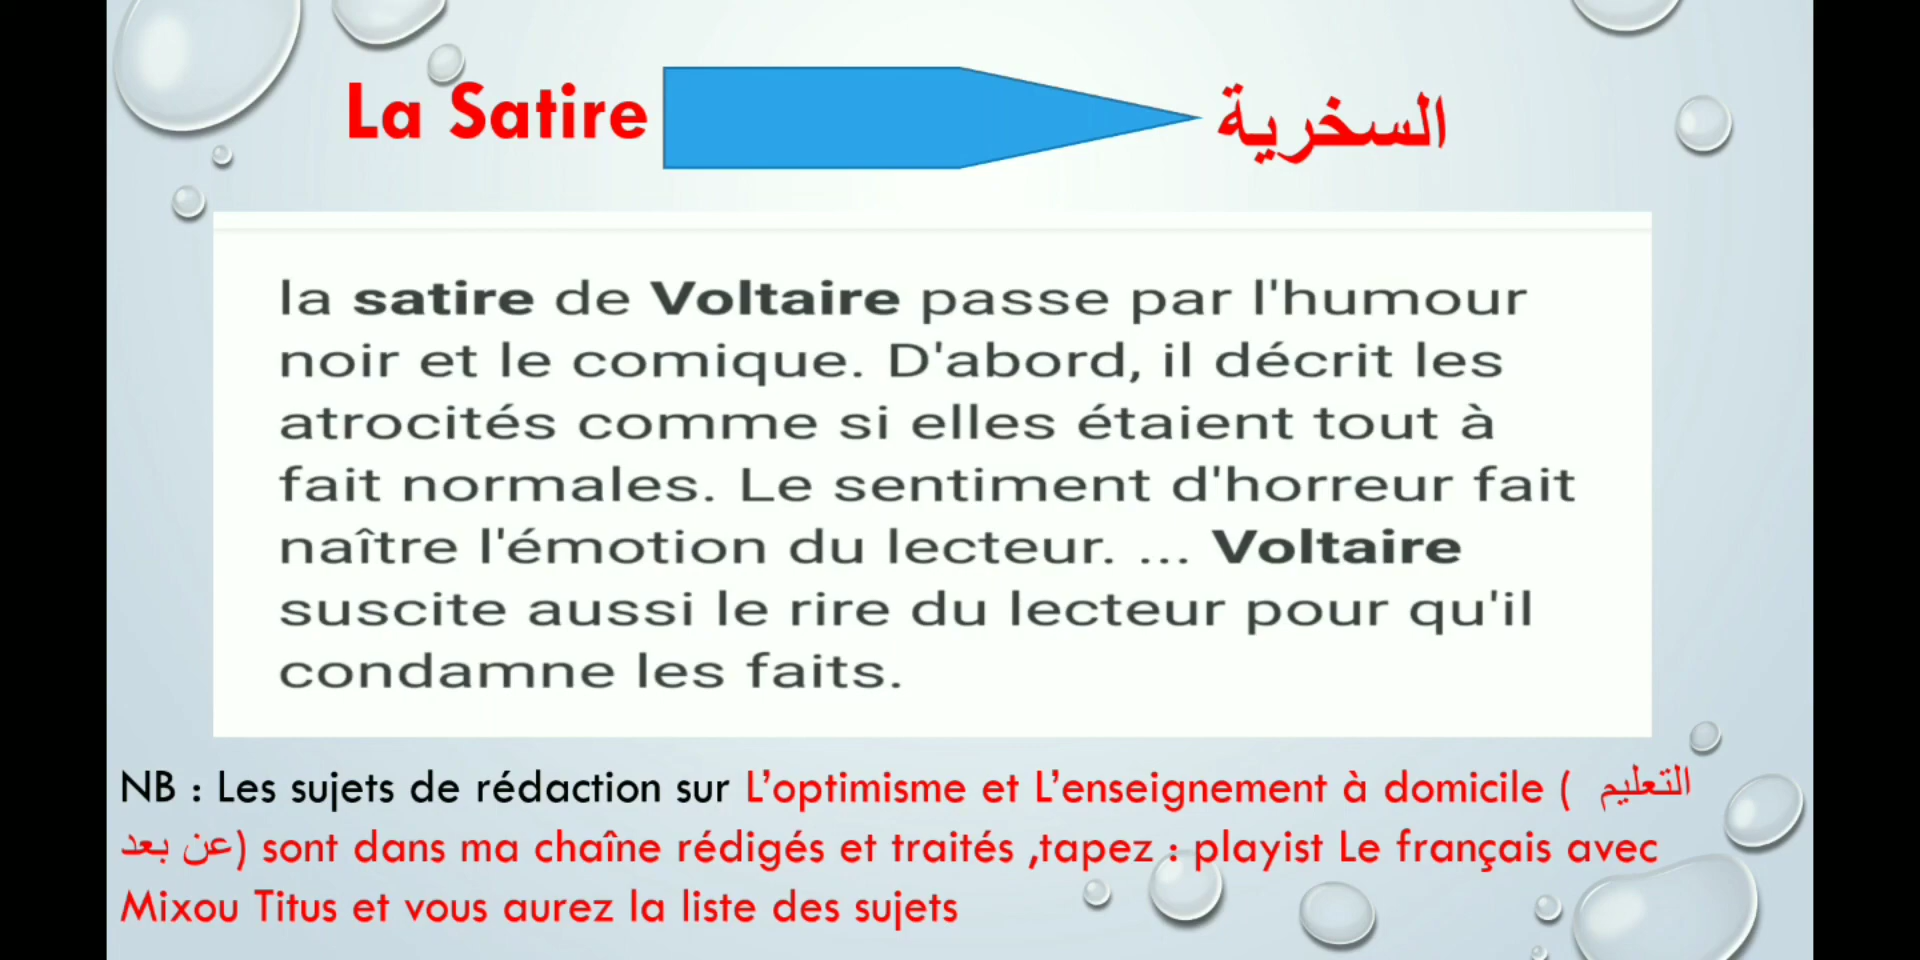 La Satire السخرية
la satire de Voltaire passe par l'humour
noir et le comique. D'abord, il décrit les
atrocités comme si elles étaient tout à
fait normales. Le sentiment d'horreur fait
naître l'émotion du lecteur. ... Voltaire
suscite aussi le rire du lecteur pour qu'il
condamne les faits.
NB : Les sujets de rédaction sur L’optimisme et L’enseignement à domicile ( التعليم
عن بعد) sont dans ma chaîne rédigés et traités ,tapez : playist Le français avec
Mixou Titus et vous aurez la liste des sujets